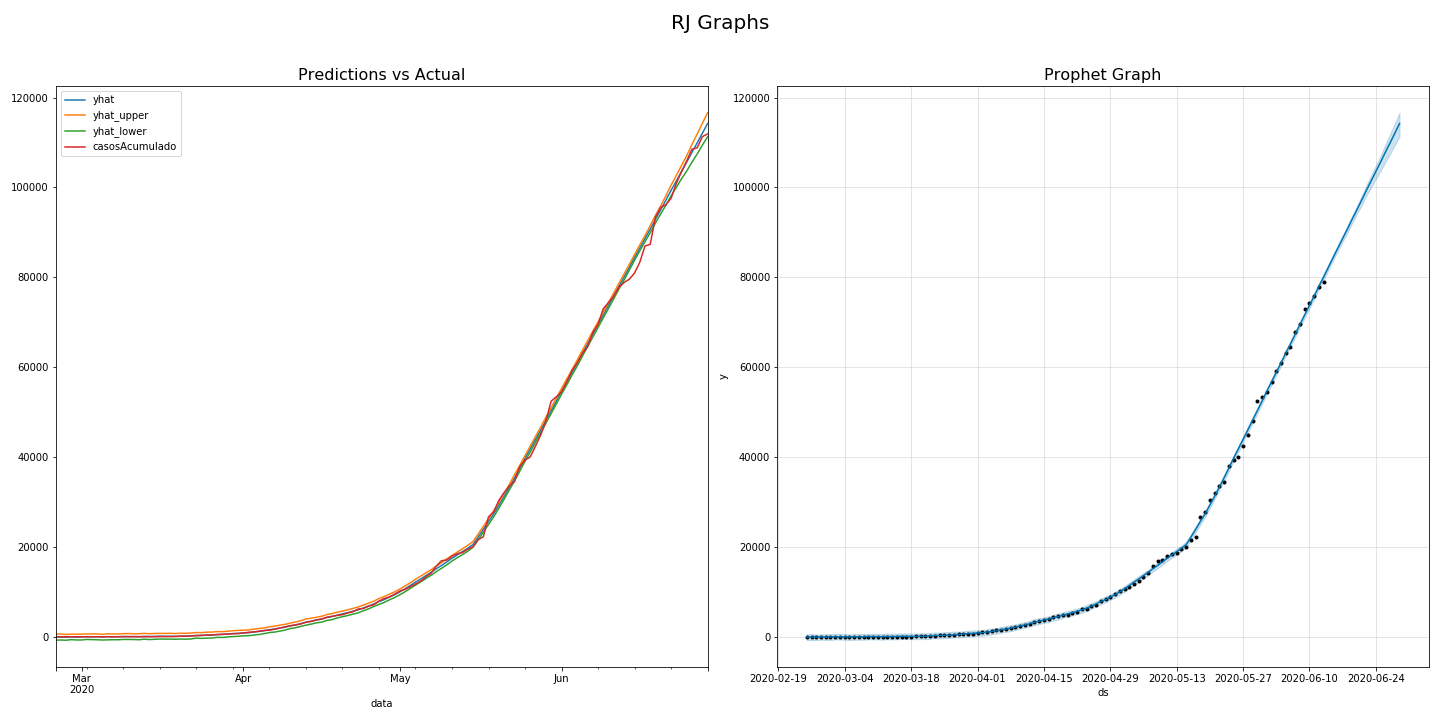 RJ Graphs
Predictions vs Actual
120000
100000
80000
60000
40000
20000
0
yhat
yhat_upper
yhat_lower
casosAcumulado
Mar
2020
Apr
May
Jun
data
Prophet Graph
120000
100000
80000
60000
40000
20000
0
y
2020-02-19 2020-03-04 2020-03-18 2020-04-01 2020-04-15 2020-04-29 2020-05-13 2020-05-27 2020-06-10 2020-06-24
ds